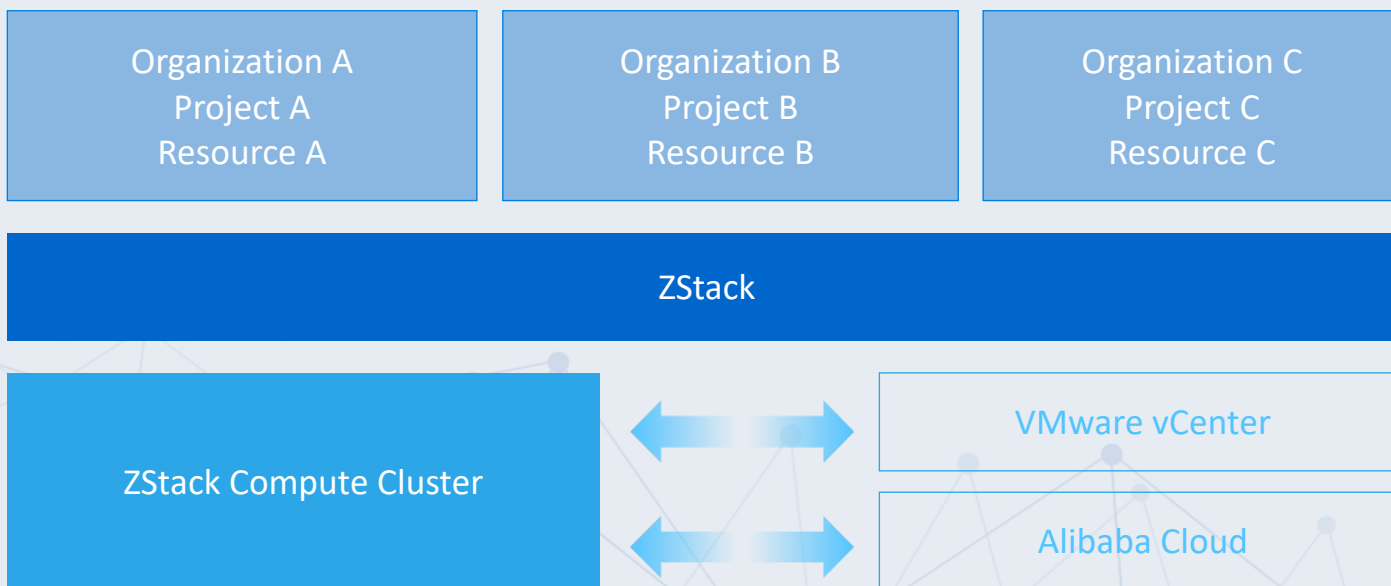 Organization A
Project A
Resource A
Organization B
Project B
Resource B
Organization C
Project C
Resource C
ZStack
ZStack Compute Cluster
VMware vCenter
Alibaba Cloud